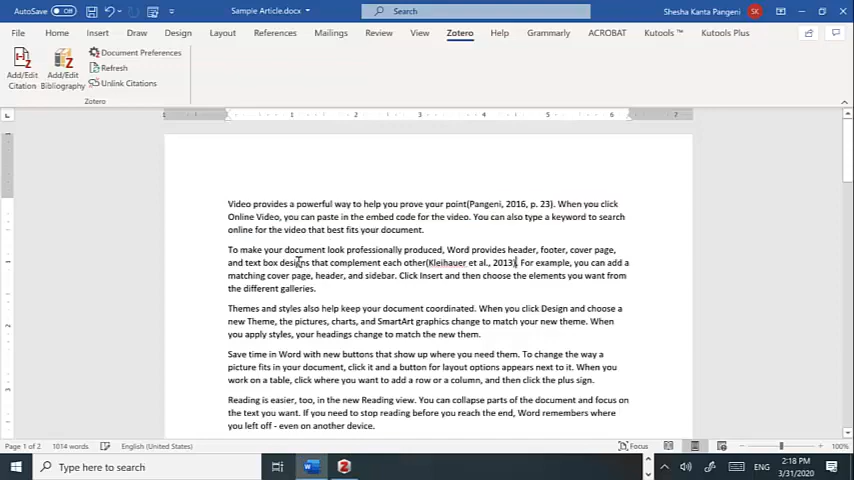 AutoSave Off Sample Article.docx Search Shesha Kanta Pangeni SK
File Home Insert Draw Design Layout References Mailings Review View Zotero Help Grammarly ACROBAT Kutools ™ Kutools Plus
Add/Edit Citation
Add/Edit Bibliography
Document Preferences
Refresh
Unlink Citations
Zotero
1 1 2 3 4 5 6 7
Video provides a powerful way to help you prove your point(Pangeni, 2016, p. 23). When you click
Online Video, you can paste in the embed code for the video. You can also type a keyword to search
online for the video that best fits your document.
To make your document look professionally produced, Word provides header, footer, cover page,
and text box designs that complement each other(Kleihauer et al., 2013). For example, you can add a
matching cover page, header, and sidebar. Click Insert and then choose the elements you want from
the different galleries.
Themes and styles also help keep your document coordinated. When you click Design and choose a
new Theme, the pictures, charts, and SmartArt graphics change to match your new theme. When
you apply styles, your headings change to match the new them.
Save time in Word with new buttons that show up where you need them. To change the way a
picture fits in your document, click it and a button for layout options appears next to it. When you
work on a table, click where you want to add a row or a column, and then click the plus sign.
Reading is easier, too, in the new Reading view. You can collapse parts of the document and focus on
the text you want. If you need to stop reading before you reach the end, Word remembers where
you left off - even on another device.
Page 1 of 2 1014 words English (United States) Focus 100%
Type here to search ENG 2:18 PM
3/31/2020